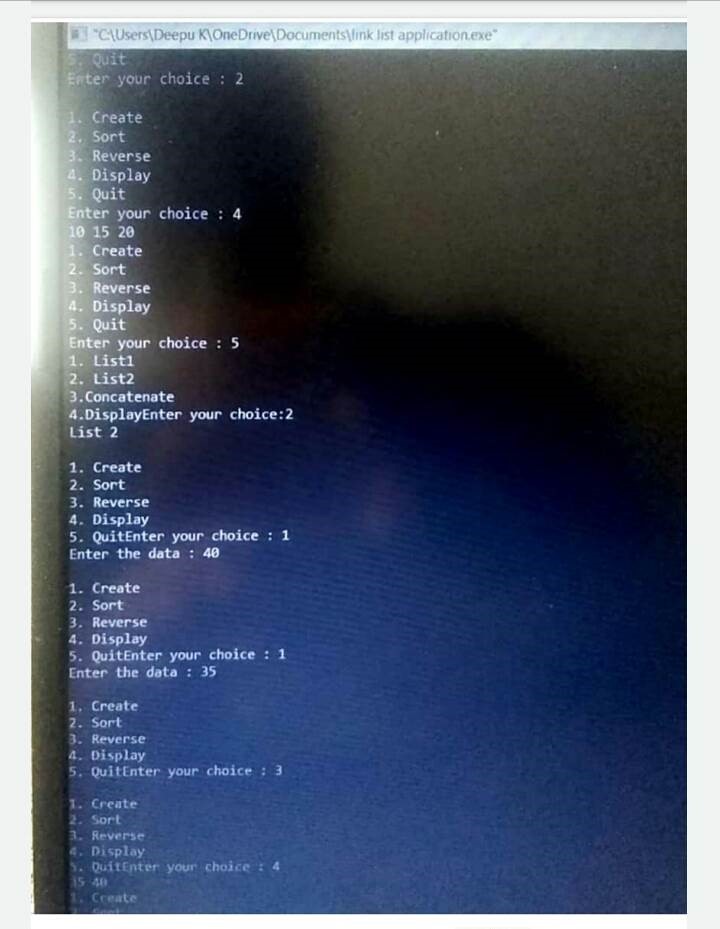 "C:\Users\Deepu K\OneDrive\Documents\link list application.exe"
5. Quit
Enter your choice : 2
1. Create
2. Sort
3. Reverse
4. Display
5. Quit
Enter your choice : 4
10 15 20
1. Create
2. Sort
3. Reverse
4. Display
5. Quit
Enter your choice : 5
1. List1
2. List2
3.Concatenate
4.DisplayEnter your choice:2
List 2
1. Create
2. Sort
3. Reverse
4. Display
5. QuitEnter your choice : 1
Enter the data : 40
1. Create
2. Sort
3. Reverse
4. Display
5. QuitEnter your choice : 1
Enter the data : 35
1. Create
2. Sort
3. Reverse
4. Display
5. QuitEnter your choice : 3
1. Create
2. Sort
3. Reverse
4. Display
5. QuitEnter your choice : 4
40
1. Create
2. Sort